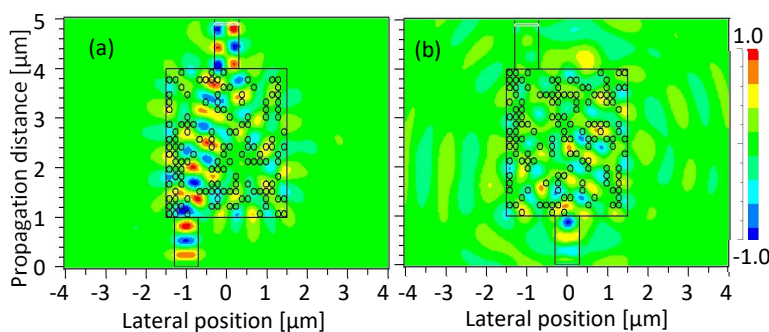 (a)
(b)
Propagation distance [µm]
5
4
3
2
1
0
-4 -3 -2 -1 0 1 2 3 4
Lateral position [µm]
-4 -3 -2 -1 0 1 2 3 4
Lateral position [µm]
1.0
-1.0